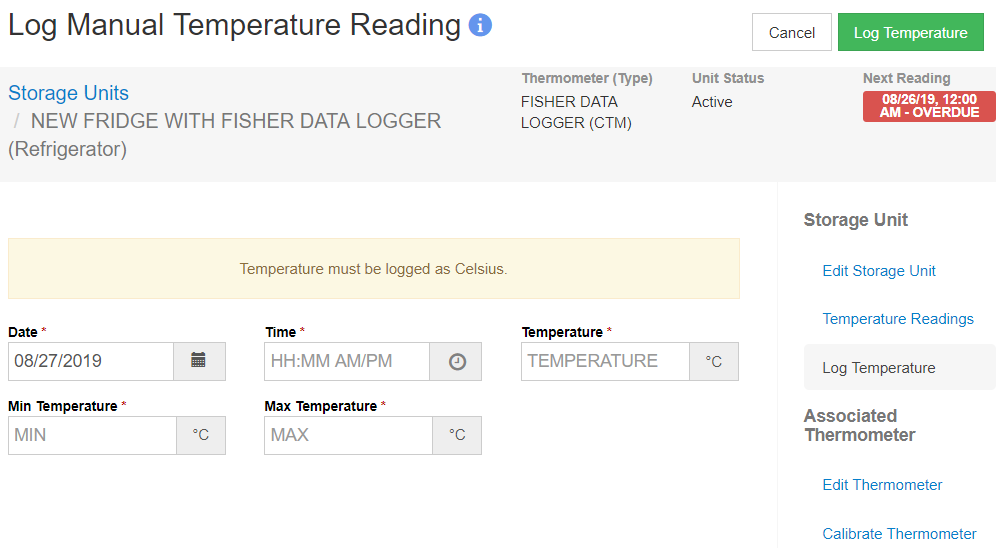 Log Manual Temperature Reading
Cancel
Log Temperature
Storage Units
/ NEW FRIDGE WITH FISHER DATA LOGGER
(Refrigerator)
Thermometer (Type)
FISHER DATA
LOGGER (CTM)
Unit Status
Active
Next Reading
08/26/19, 12:00
AM - OVERDUE
Temperature must be logged as Celsius.
Date *
08/27/2019
Time *
HH:MM AM/PM
Temperature *
TEMPERATURE
°C
Min Temperature *
MIN
°C
Max Temperature *
MAX
°C
Storage Unit
Edit Storage Unit
Temperature Readings
Log Temperature
Associated
Thermometer
Edit Thermometer
Calibrate Thermometer